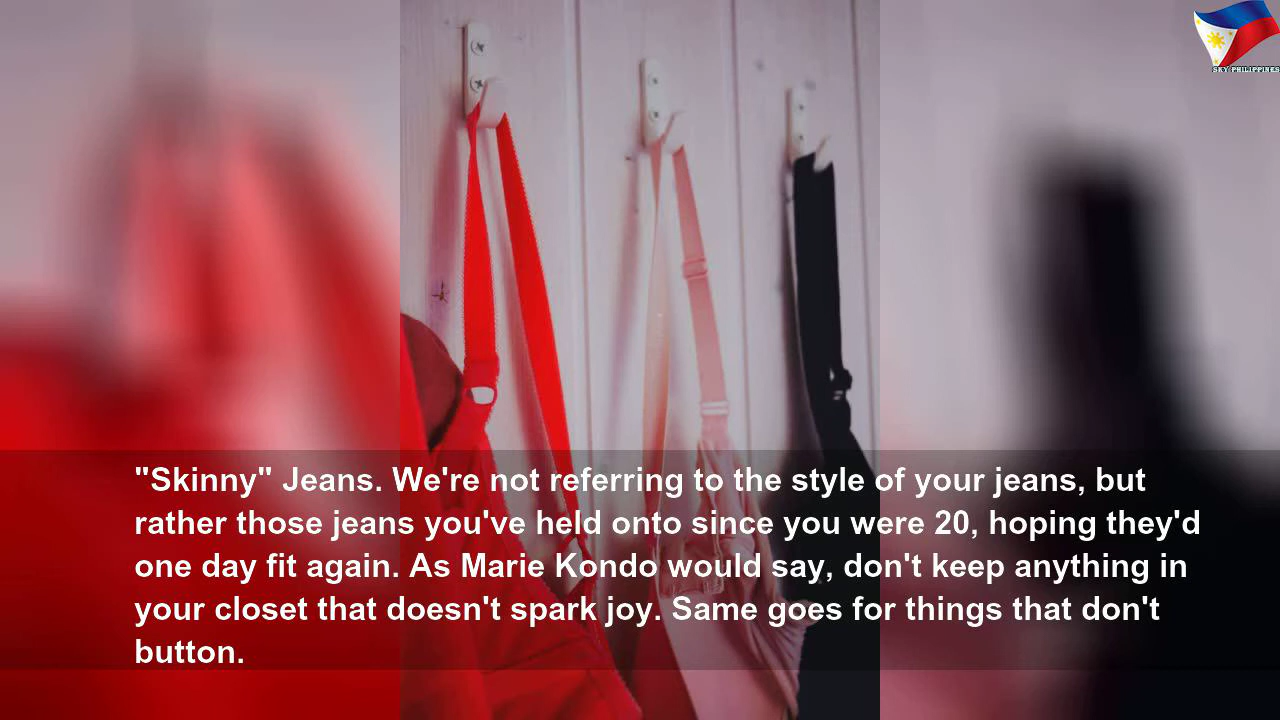 SKY PHILIPPINES
"Skinny" Jeans. We're not referring to the style of your jeans, but
rather those jeans you've held onto since you were 20, hoping they'd
one day fit again. As Marie Kondo would say, don't keep anything in
your closet that doesn't spark joy. Same goes for things that don't
button.